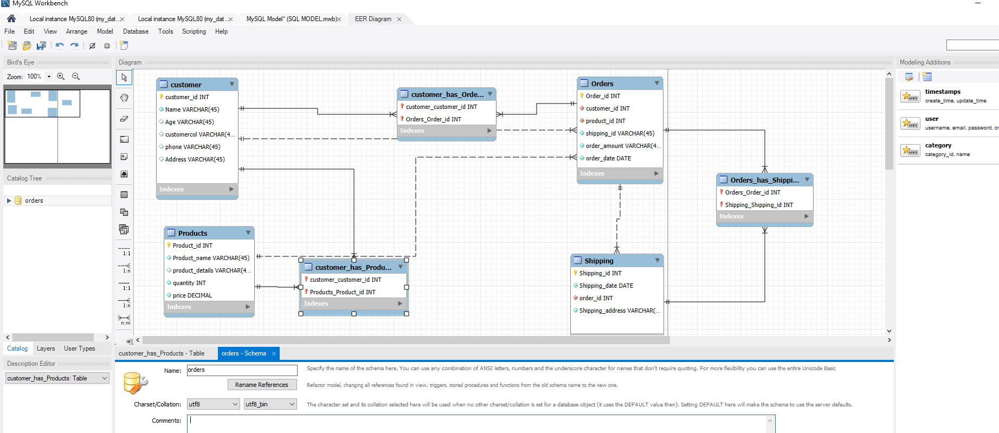 MySQL Workbench
Local instance MySQL80 (my_dat...
Local instance MySQL80 (my_dat...
MySQL Model* (SQL MODEL.mwb)
EER Diagram
File Edit View Arrange Model Database Tools Scripting Help
Bird's Eye
Zoom: 100%
Catalog Tree
orders
Catalog Layers User Types
Description Editor
customer_has_Products: Table
Diagram
1:1
1:n
1:1
1:n
n:m
customer
customer_id INT
Name VARCHAR(45)
Age VARCHAR(45)
customercol VARCHAR(4...
phone VARCHAR(45)
Address VARCHAR(45)
Indexes
customer_has_Orde...
customer_customer_id INT
Orders_Order_id INT
Indexes
Orders
Order_id INT
customer_id INT
product_id INT
shipping_id VARCHAR(45)
order_amount VARCHAR(4...
order_date DATE
Indexes
Orders_has_Shippi...
Orders_Order_id INT
Shipping_Shipping_id INT
Indexes
Products
Product_id INT
Product_name VARCHAR(45)
product_details VARCHAR(4...
quantity INT
price DECIMAL
Indexes
customer_has_Produ...
customer_customer_id INT
Products_Product_id INT
Indexes
Shipping
Shipping_id INT
Shipping_date DATE
order_id INT
Shipping_address VARCHAR(...
Modeling Additions
timestamps
create_time, update_time
user
username, email, password, cr
category
category_id, name
customer_has_Products - Table
orders - Schema
Name: orders
Specify the name of the schema here. You can use any combination of ANSI letters, numbers and the underscore character for names that don't require quoting. For more flexibility you can use the entire Unicode Basic
Rename References
Refactor model, changing all references found in view, triggers, stored procedures and functions from the old schema name to the new one.
Charset/Collation: utf8 utf8_bin
The character set and its collation selected here will be used when no other charset/collation is set for a database object (it uses the DEFAULT value then). Setting DEFAULT here will make the schema to use the server defaults.
Comments: